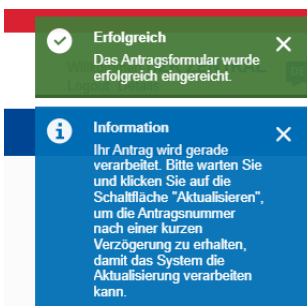 Erfolgreich
Das Antragsformular wurde
erfolgreich eingereicht.
Logout
Information
Ihr Antrag wird gerade
verarbeitet. Bitte warten Sie
und klicken Sie auf die
Schaltfläche "Aktualisieren",
um die Antragsnummer
nach einer kurzen
Verzögerung zu erhalten,
damit das System die
Aktualisierung verarbeiten
kann.